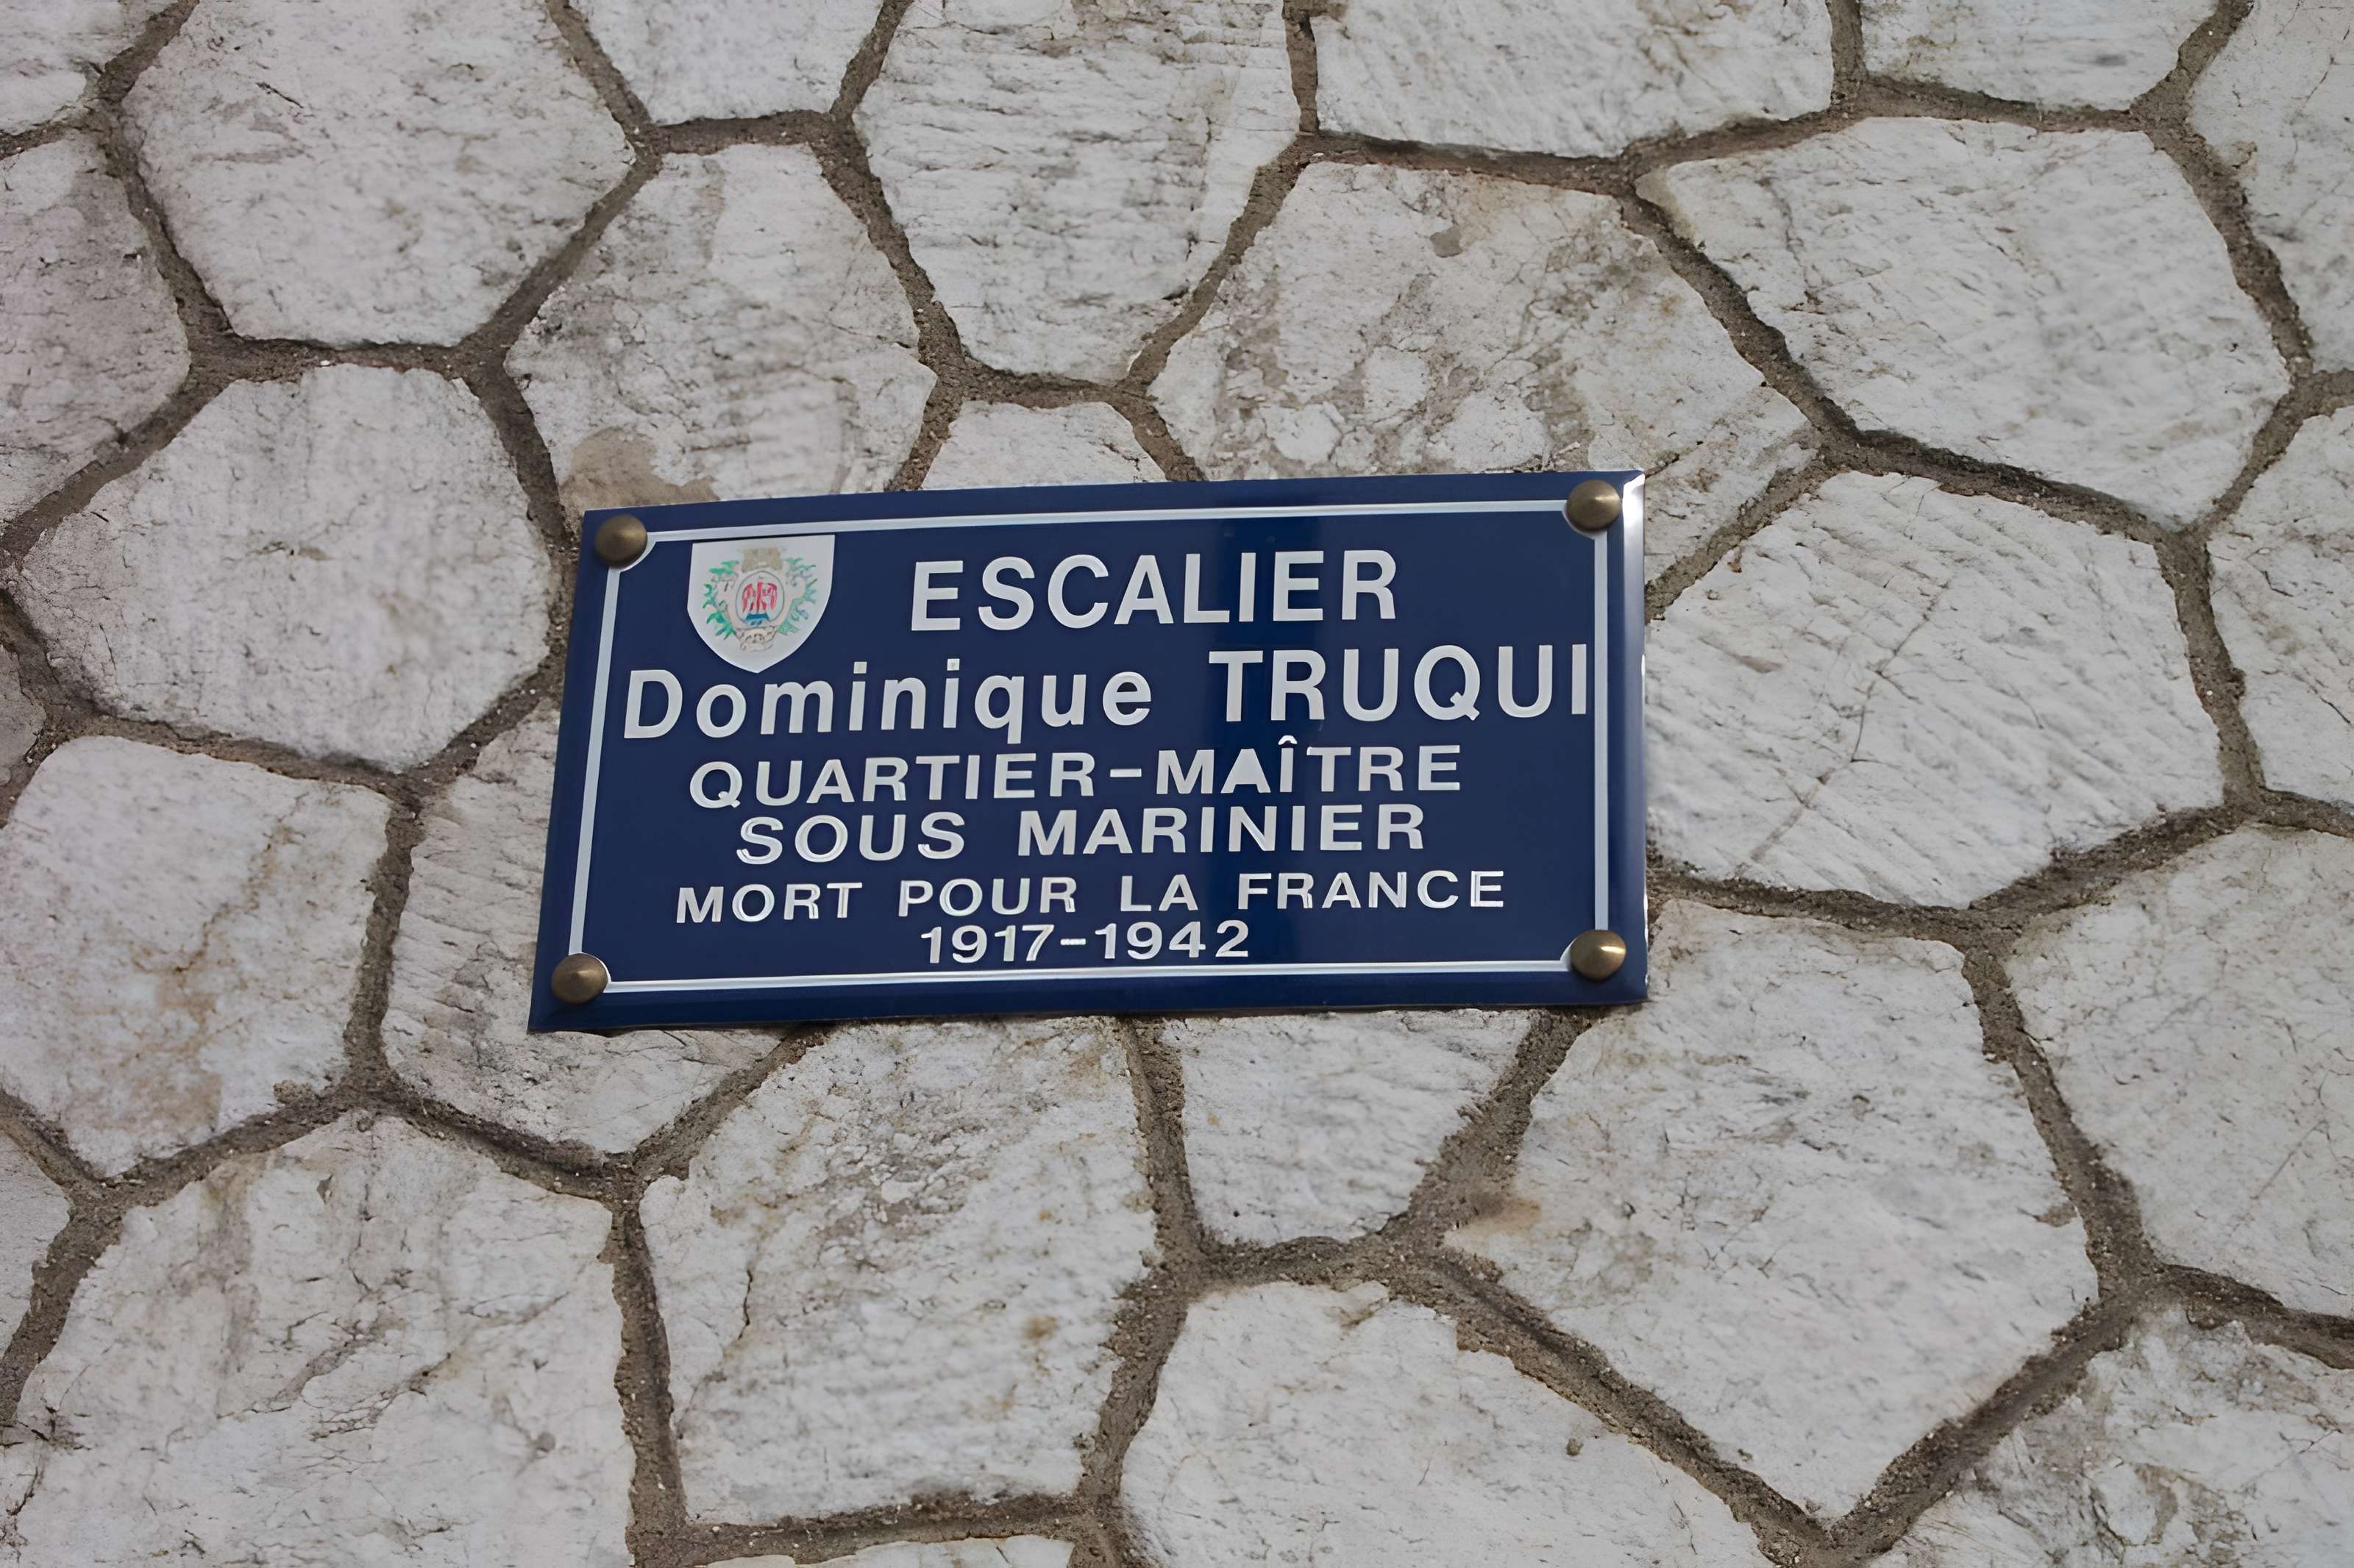 ESCALIER
Dominique TRUQUI
QUARTIER-MAÎTRE
SOUS MARINIER
MORT POUR LA FRANCE
1917-1942